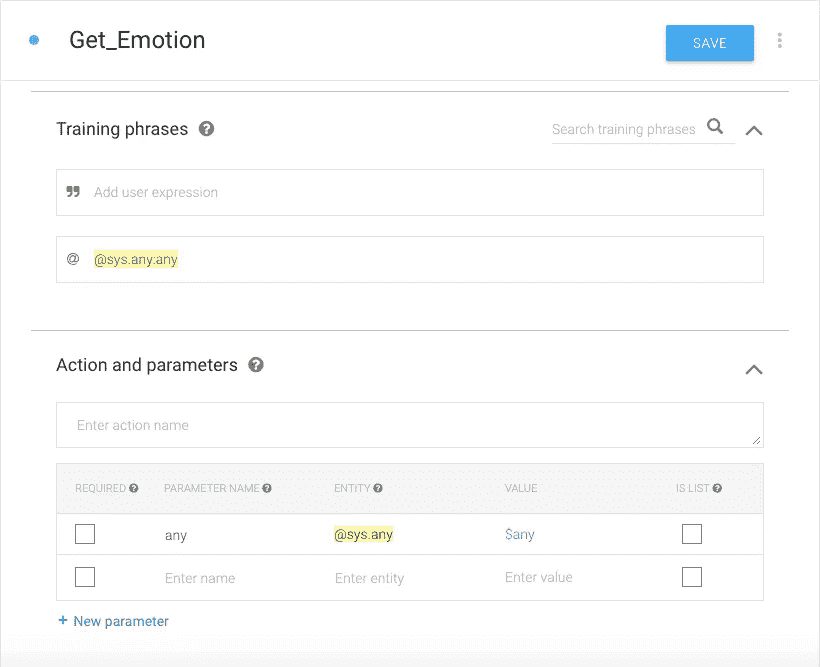 Get_Emotion SAVE
Training phrases Search training phrases
Add user expression
@ @sys.any:any
Action and parameters
Enter action name
REQUIRED PARAMETER NAME ENTITY VALUE IS LIST
any @sys.any $any
Enter name Enter entity Enter value
+ New parameter